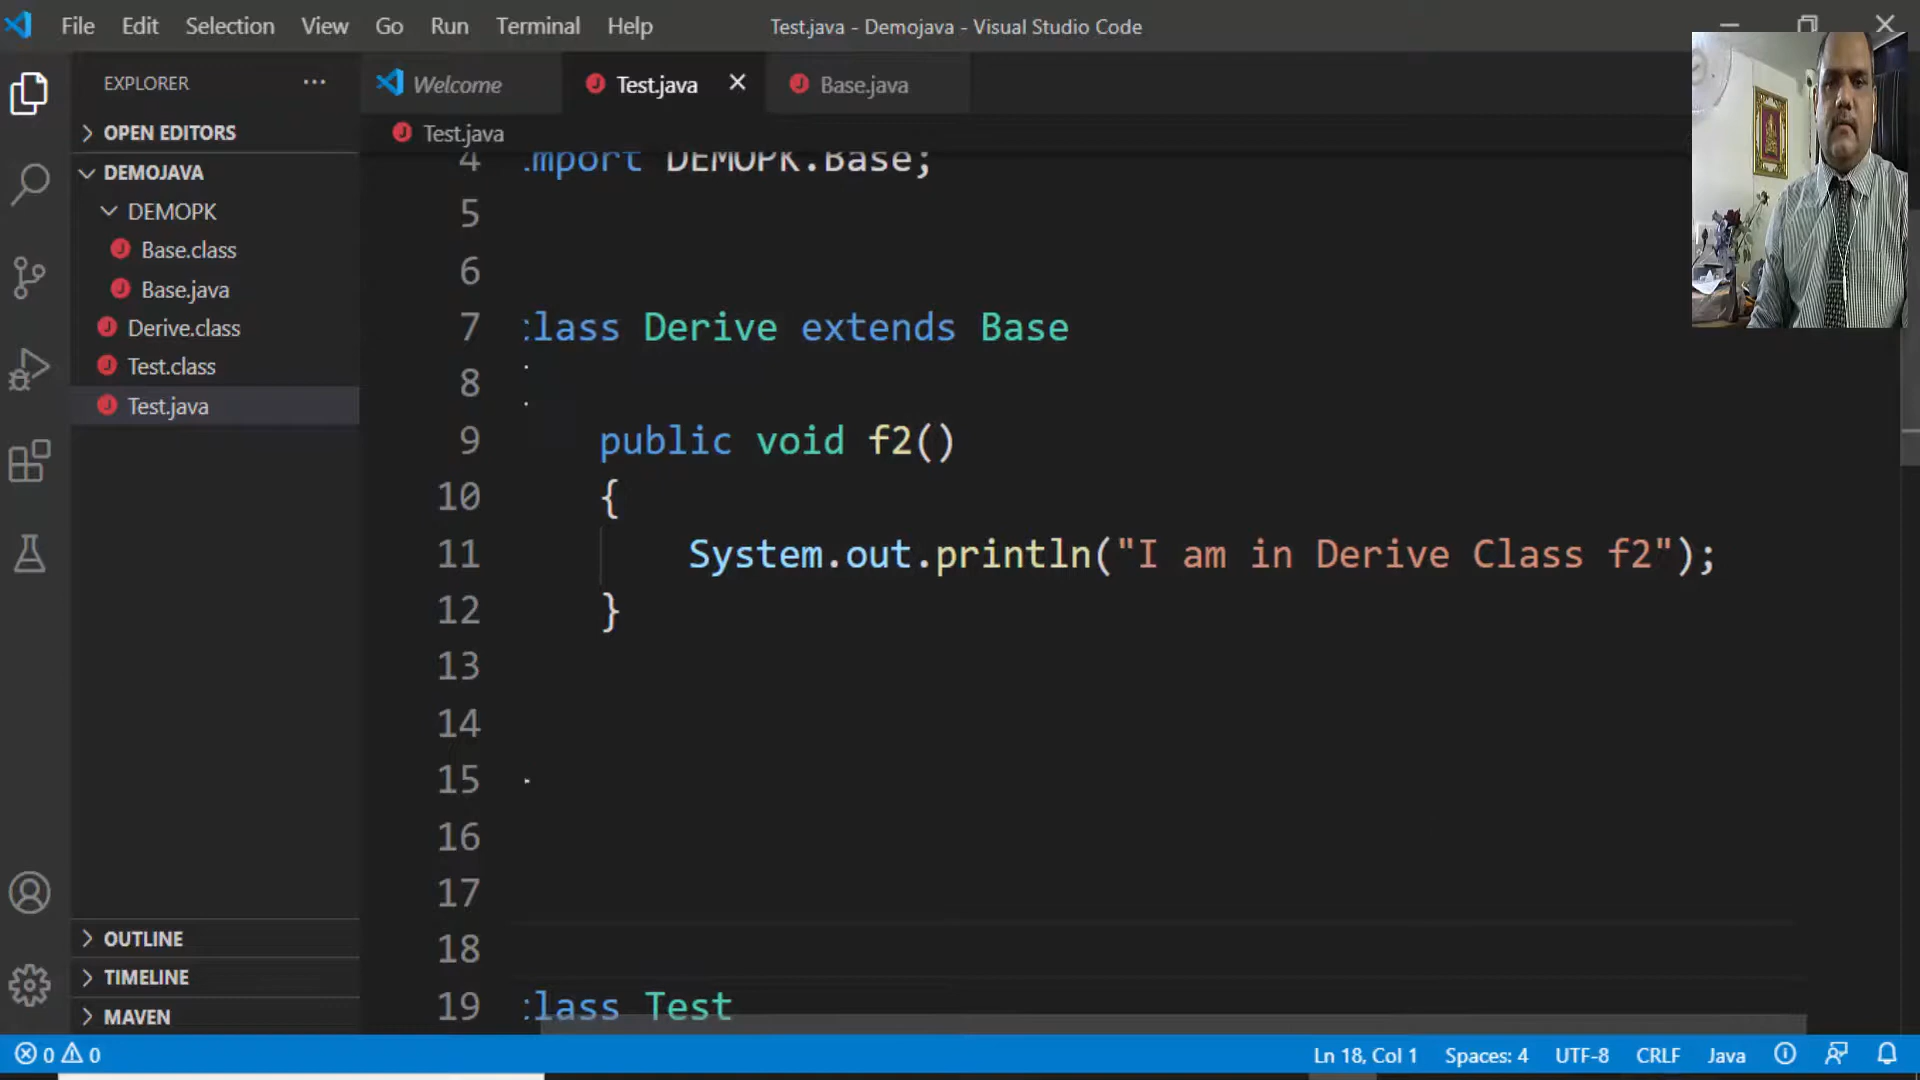 File Edit Selection View Go Run Terminal Help Test.java - Demojava - Visual Studio Code
EXPLORER ··· Welcome Test.java × Base.java
OPEN EDITORS
Test.java
DEMOJAVA
DEMOPK
Base.class
Base.java
Derive.class
Test.class
Test.java
OUTLINE
TIMELINE
MAVEN
4 mport DEMOPK.Base;
5
6
7 lass Derive extends Base
8
9 public void f2()
10 {
11 System.out.println("I am in Derive Class f2");
12 }
13
14
15
16
17
18
19 lass Test
0 0 Ln 18, Col 1 Spaces: 4 UTF-8 CRLF Java